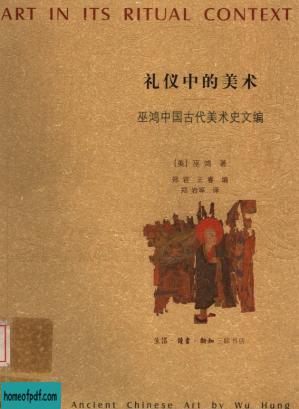 ART IN ITS RITUAL CONTEXT
礼仪中的美术
巫鸿中国古代美术史文编
[美] 巫鸿 著
郑岩 王睿 编
郑岩等 译
生活·读书·新知三联书店
homeofpdf.com
Ancient Chinese Art by Wu Hung